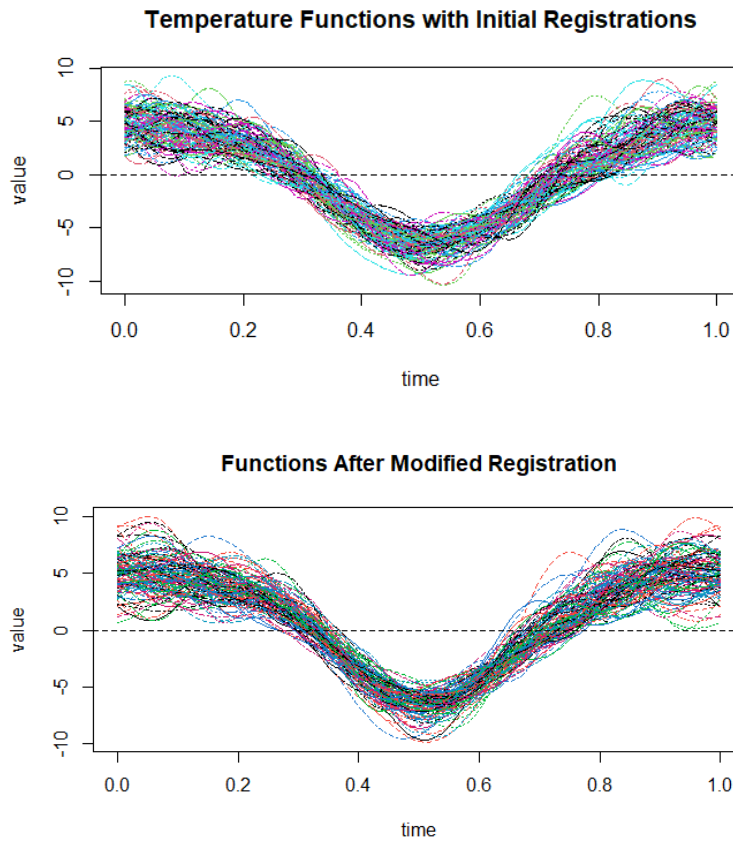 Temperature Functions with Initial Registrations
10
5
0
-5
-10
value
0.0 0.2 0.4 0.6 0.8 1.0
time
Functions After Modified Registration
10
5
0
-5
-10
value
0.0 0.2 0.4 0.6 0.8 1.0
time